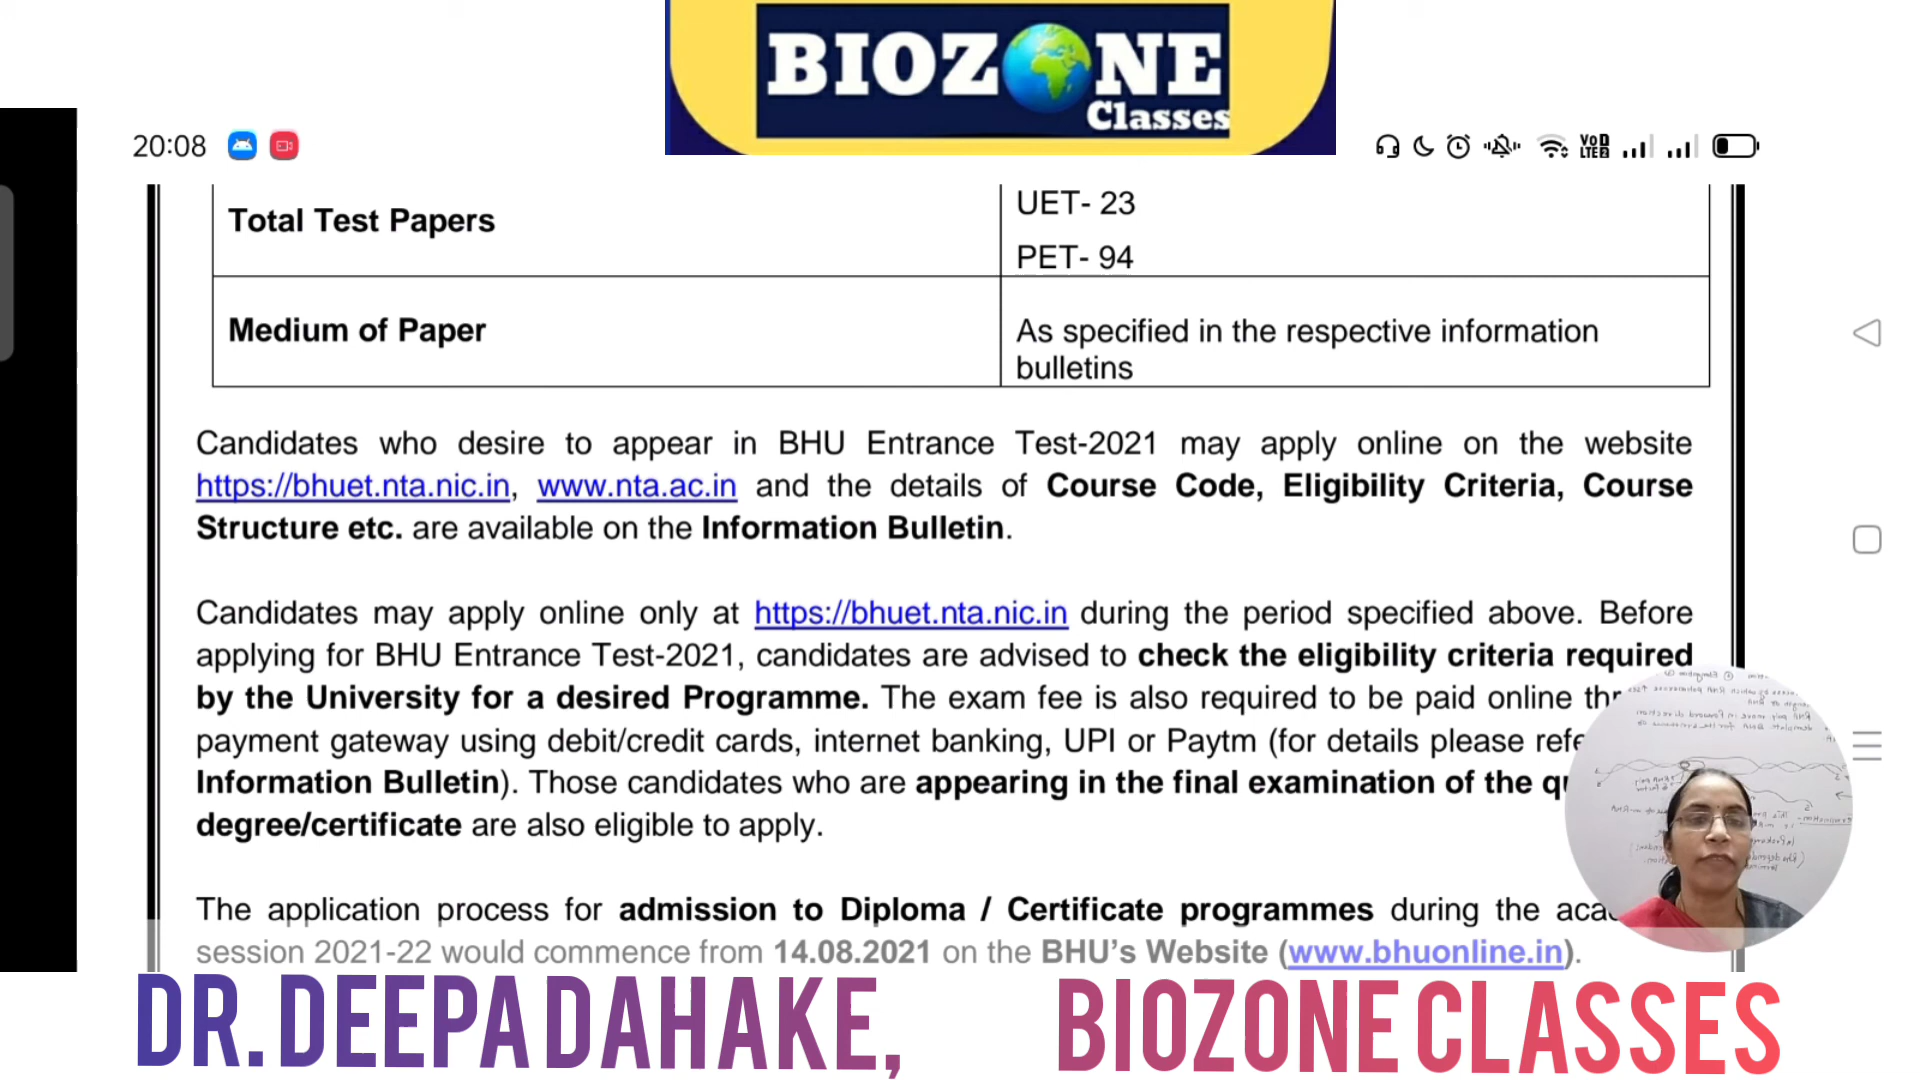 BIOZ NE
Classes
20:08
VoD
LTE2
Total Test Papers
UET- 23
PET- 94
Medium of Paper
As specified in the respective information
bulletins
Candidates who desire to appear in BHU Entrance Test-2021 may apply online on the website
https://bhuet.nta.nic.in, www.nta.ac.in and the details of Course Code, Eligibility Criteria, Course
Structure etc. are available on the Information Bulletin.
Candidates may apply online only at https://bhuet.nta.nic.in during the period specified above. Before
applying for BHU Entrance Test-2021, candidates are advised to check the eligibility criteria required
by the University for a desired Programme. The exam fee is also required to be paid online thr
payment gateway using debit/credit cards, internet banking, UPI or Paytm (for details please refe
Information Bulletin). Those candidates who are appearing in the final examination of the qu
degree/certificate are also eligible to apply.
The application process for admission to Diploma / Certificate programmes during the aca
session 2021-22 would commence from 14.08.2021 on the BHU's Website (www.bhuonline.in).
DR. DEEPA DAHAKE, BIOZONE CLASSES